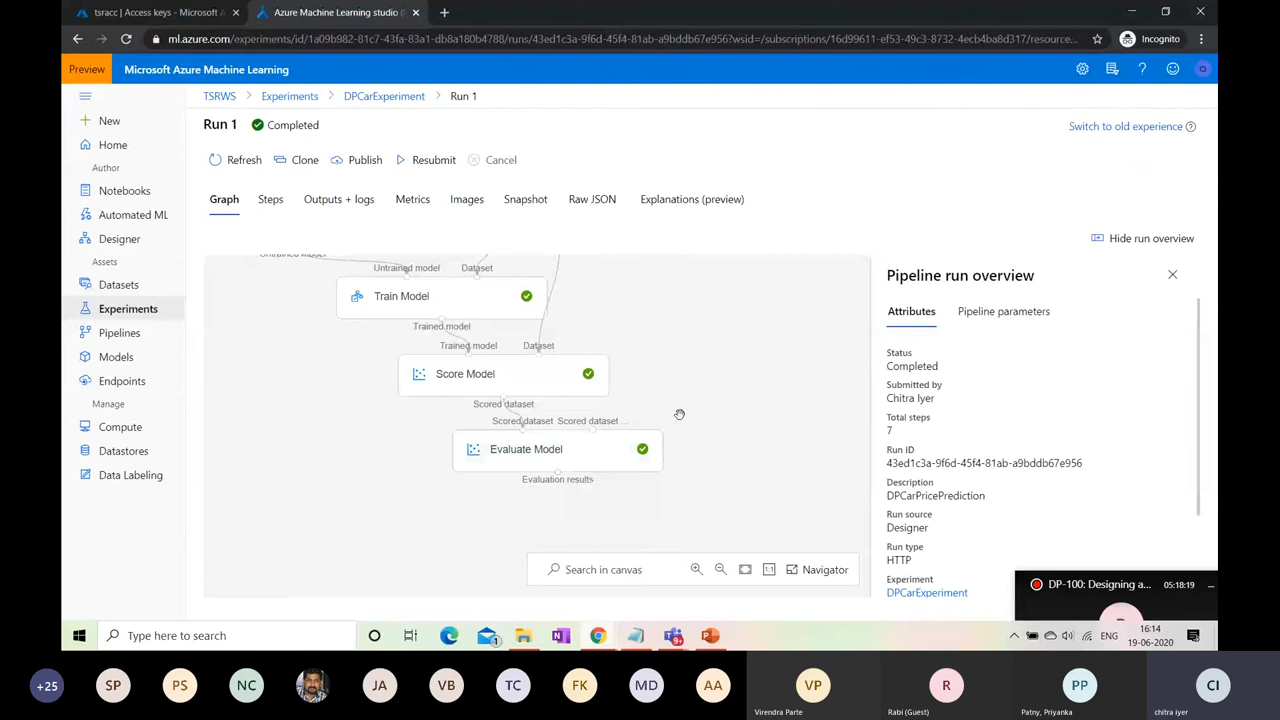 tsracc | Access keys - Microsoft A
Azure Machine Learning studio (
ml.azure.com/experiments/id/1a09b982-81c7-43fa-83a1-db8a180b4788/runs/43ed1c3a-9f6d-45f4-81ab-a9bddb67e956?wsid=/subscriptions/16d99611-ef53-49c3-8732-4ecb4ba8d317/resource...
Incognito
Preview
Microsoft Azure Machine Learning
CI
TSRWS > Experiments > DPCarExperiment > Run 1
New
Home
Author
Notebooks
Automated ML
Designer
Assets
Datasets
Experiments
Pipelines
Models
Endpoints
Manage
Compute
Datastores
Data Labeling
Run 1 Completed
Switch to old experience
Refresh Clone Publish Resubmit Cancel
Graph Steps Outputs + logs Metrics Images Snapshot Raw JSON Explanations (preview)
Hide run overview
Untrained model
Untrained model Dataset
Train Model
Trained model
Trained model Dataset
Score Model
Scored dataset
Scored dataset Scored dataset ...
Evaluate Model
Evaluation results
Search in canvas
1:1
Navigator
Pipeline run overview
Attributes Pipeline parameters
Status
Completed
Submitted by
Chitra Iyer
Total steps
7
Run ID
43ed1c3a-9f6d-45f4-81ab-a9bddb67e956
Description
DPCarPricePrediction
Run source
Designer
Run type
HTTP
Experiment
DPCarExperiment
DP-100: Designing a... 05:18:19
Type here to search
1
9+
ENG
16:14
19-06-2020
+25
SP
PS
NC
JA
VB
TC
FK
MD
AA
VP
Virendra Parte
R
Rabi (Guest)
PP
Patny, Priyanka
CI
chitra iyer